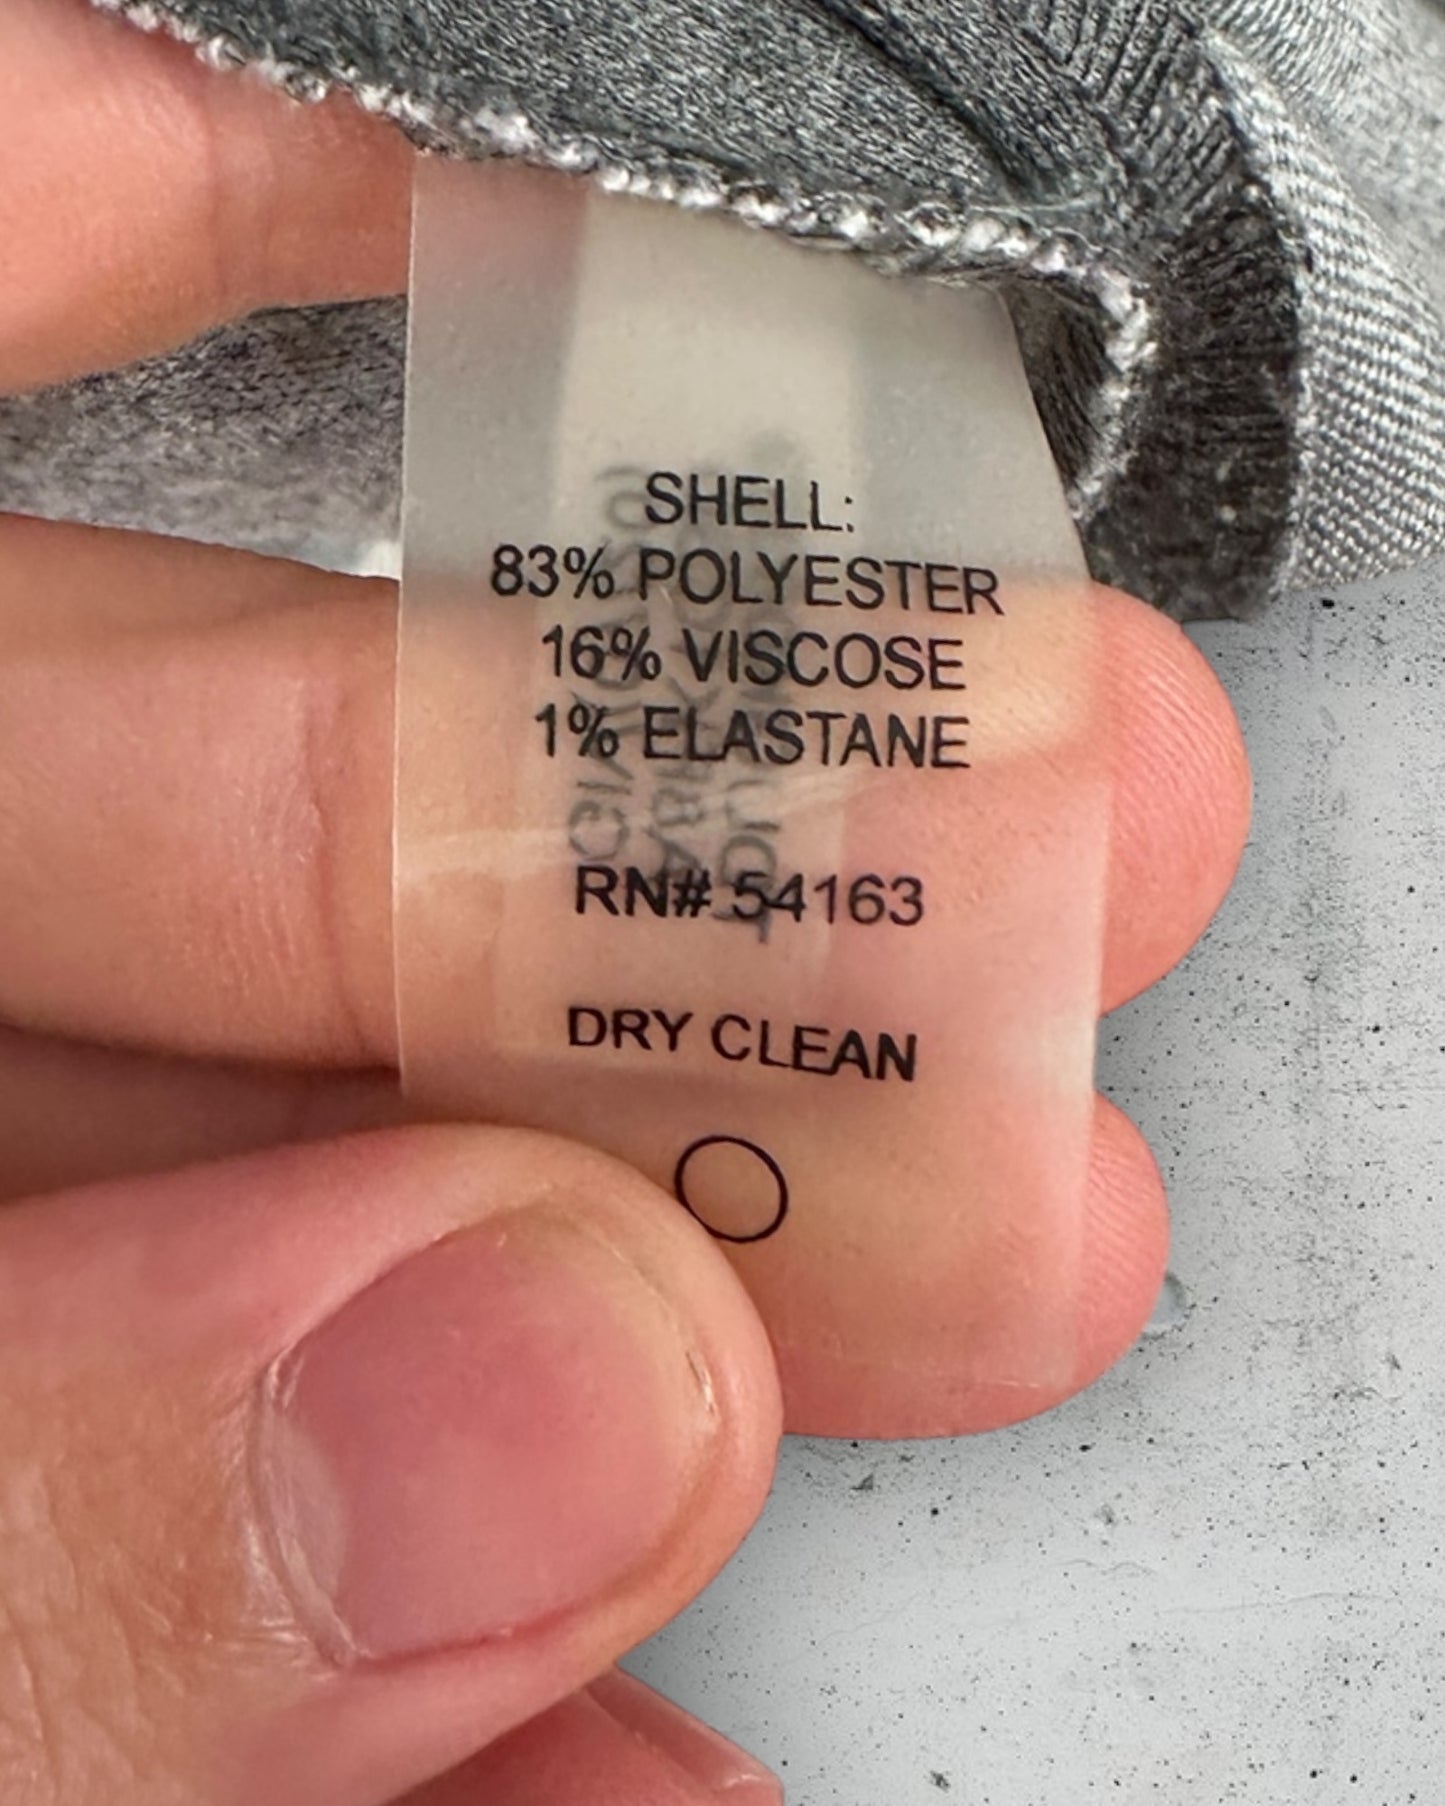 SHELL:
83% POLYESTER
16% VISCOSE
1% ELASTANE
RN# 54163
DRY CLEAN